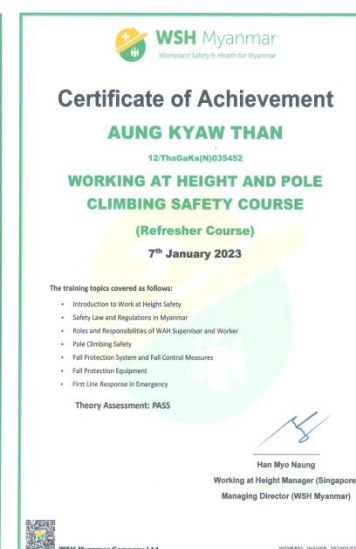 WSH Myanmar
Workplace Safety & Health for Myanmar
Certificate of Achievement
AUNG KYAW THAN
12/ThaGaKa(N)035452
WORKING AT HEIGHT AND POLE
CLIMBING SAFETY COURSE
(Refresher Course)
7th January 2023
The training topics covered as follows:
• Introduction to Work at Height Safety
• Safety Law and Regulations in Myanmar
• Roles and Responsibilities of WAH Supervisor and Worker
• Pole Climbing Safety
• Fall Protection System and Fall Control Measures
• Fall Protection Equipment
• First Line Response in Emergency
Theory Assessment: PASS
Han Myo Naung
Working at Height Manager (Singapore
Managing Director (WSH Myanmar)
WSH Myanmar Company Ltd